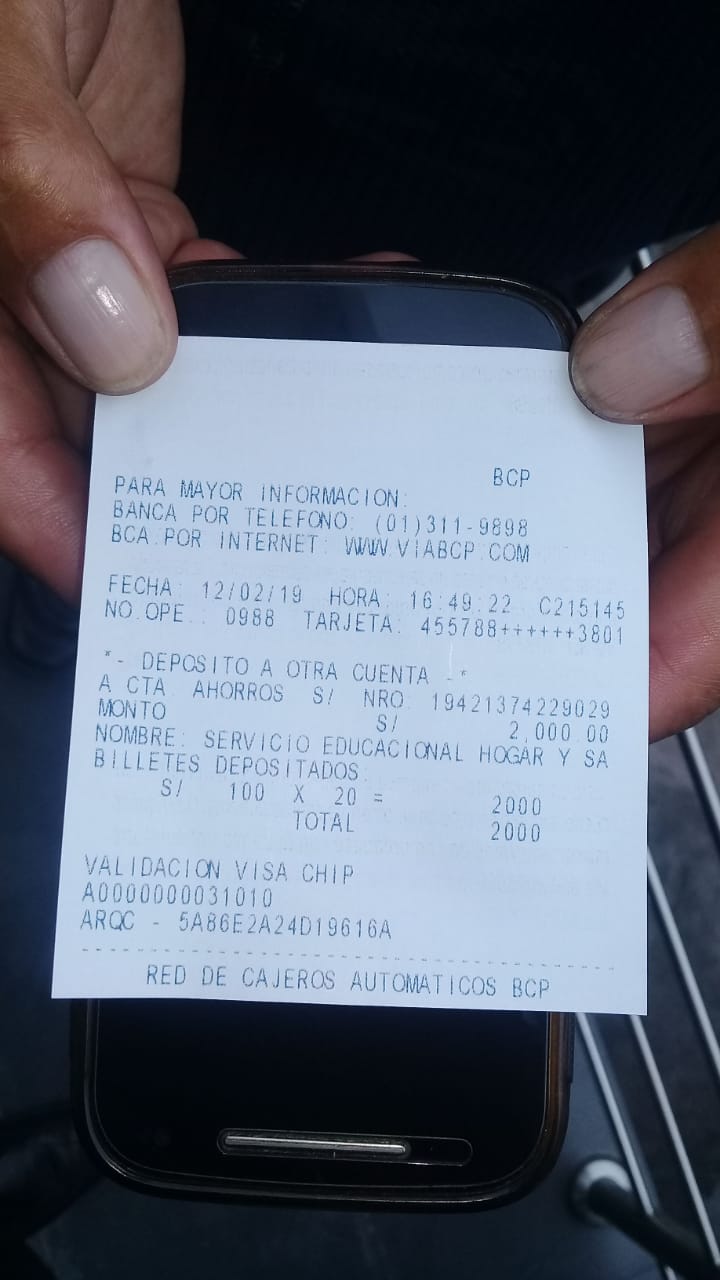 BCP
PARA MAYOR INFORMACION:
BANCA POR TELEFONO: (01)311-9898
BCA.POR INTERNET: WWW.VIABCP.COM
FECHA: 12/02/19 HORA: 16:49:22 C215145
NO.OPE.: 0988 TARJETA: 455788++++++3801
*- DEPOSITO A OTRA CUENTA -*
A CTA AHORROS S/ NRO: 19421374229029
MONTO S/ 2,000.00
NOMBRE: SERVICIO EDUCACIONAL HOGAR Y SA
BILLETES DEPOSITADOS:
S/ 100 X 20 = 2000
TOTAL 2000
VALIDACION VISA CHIP
A0000000031010
ARQC - 5A86E2A24D19616A
RED DE CAJEROS AUTOMATICOS BCP